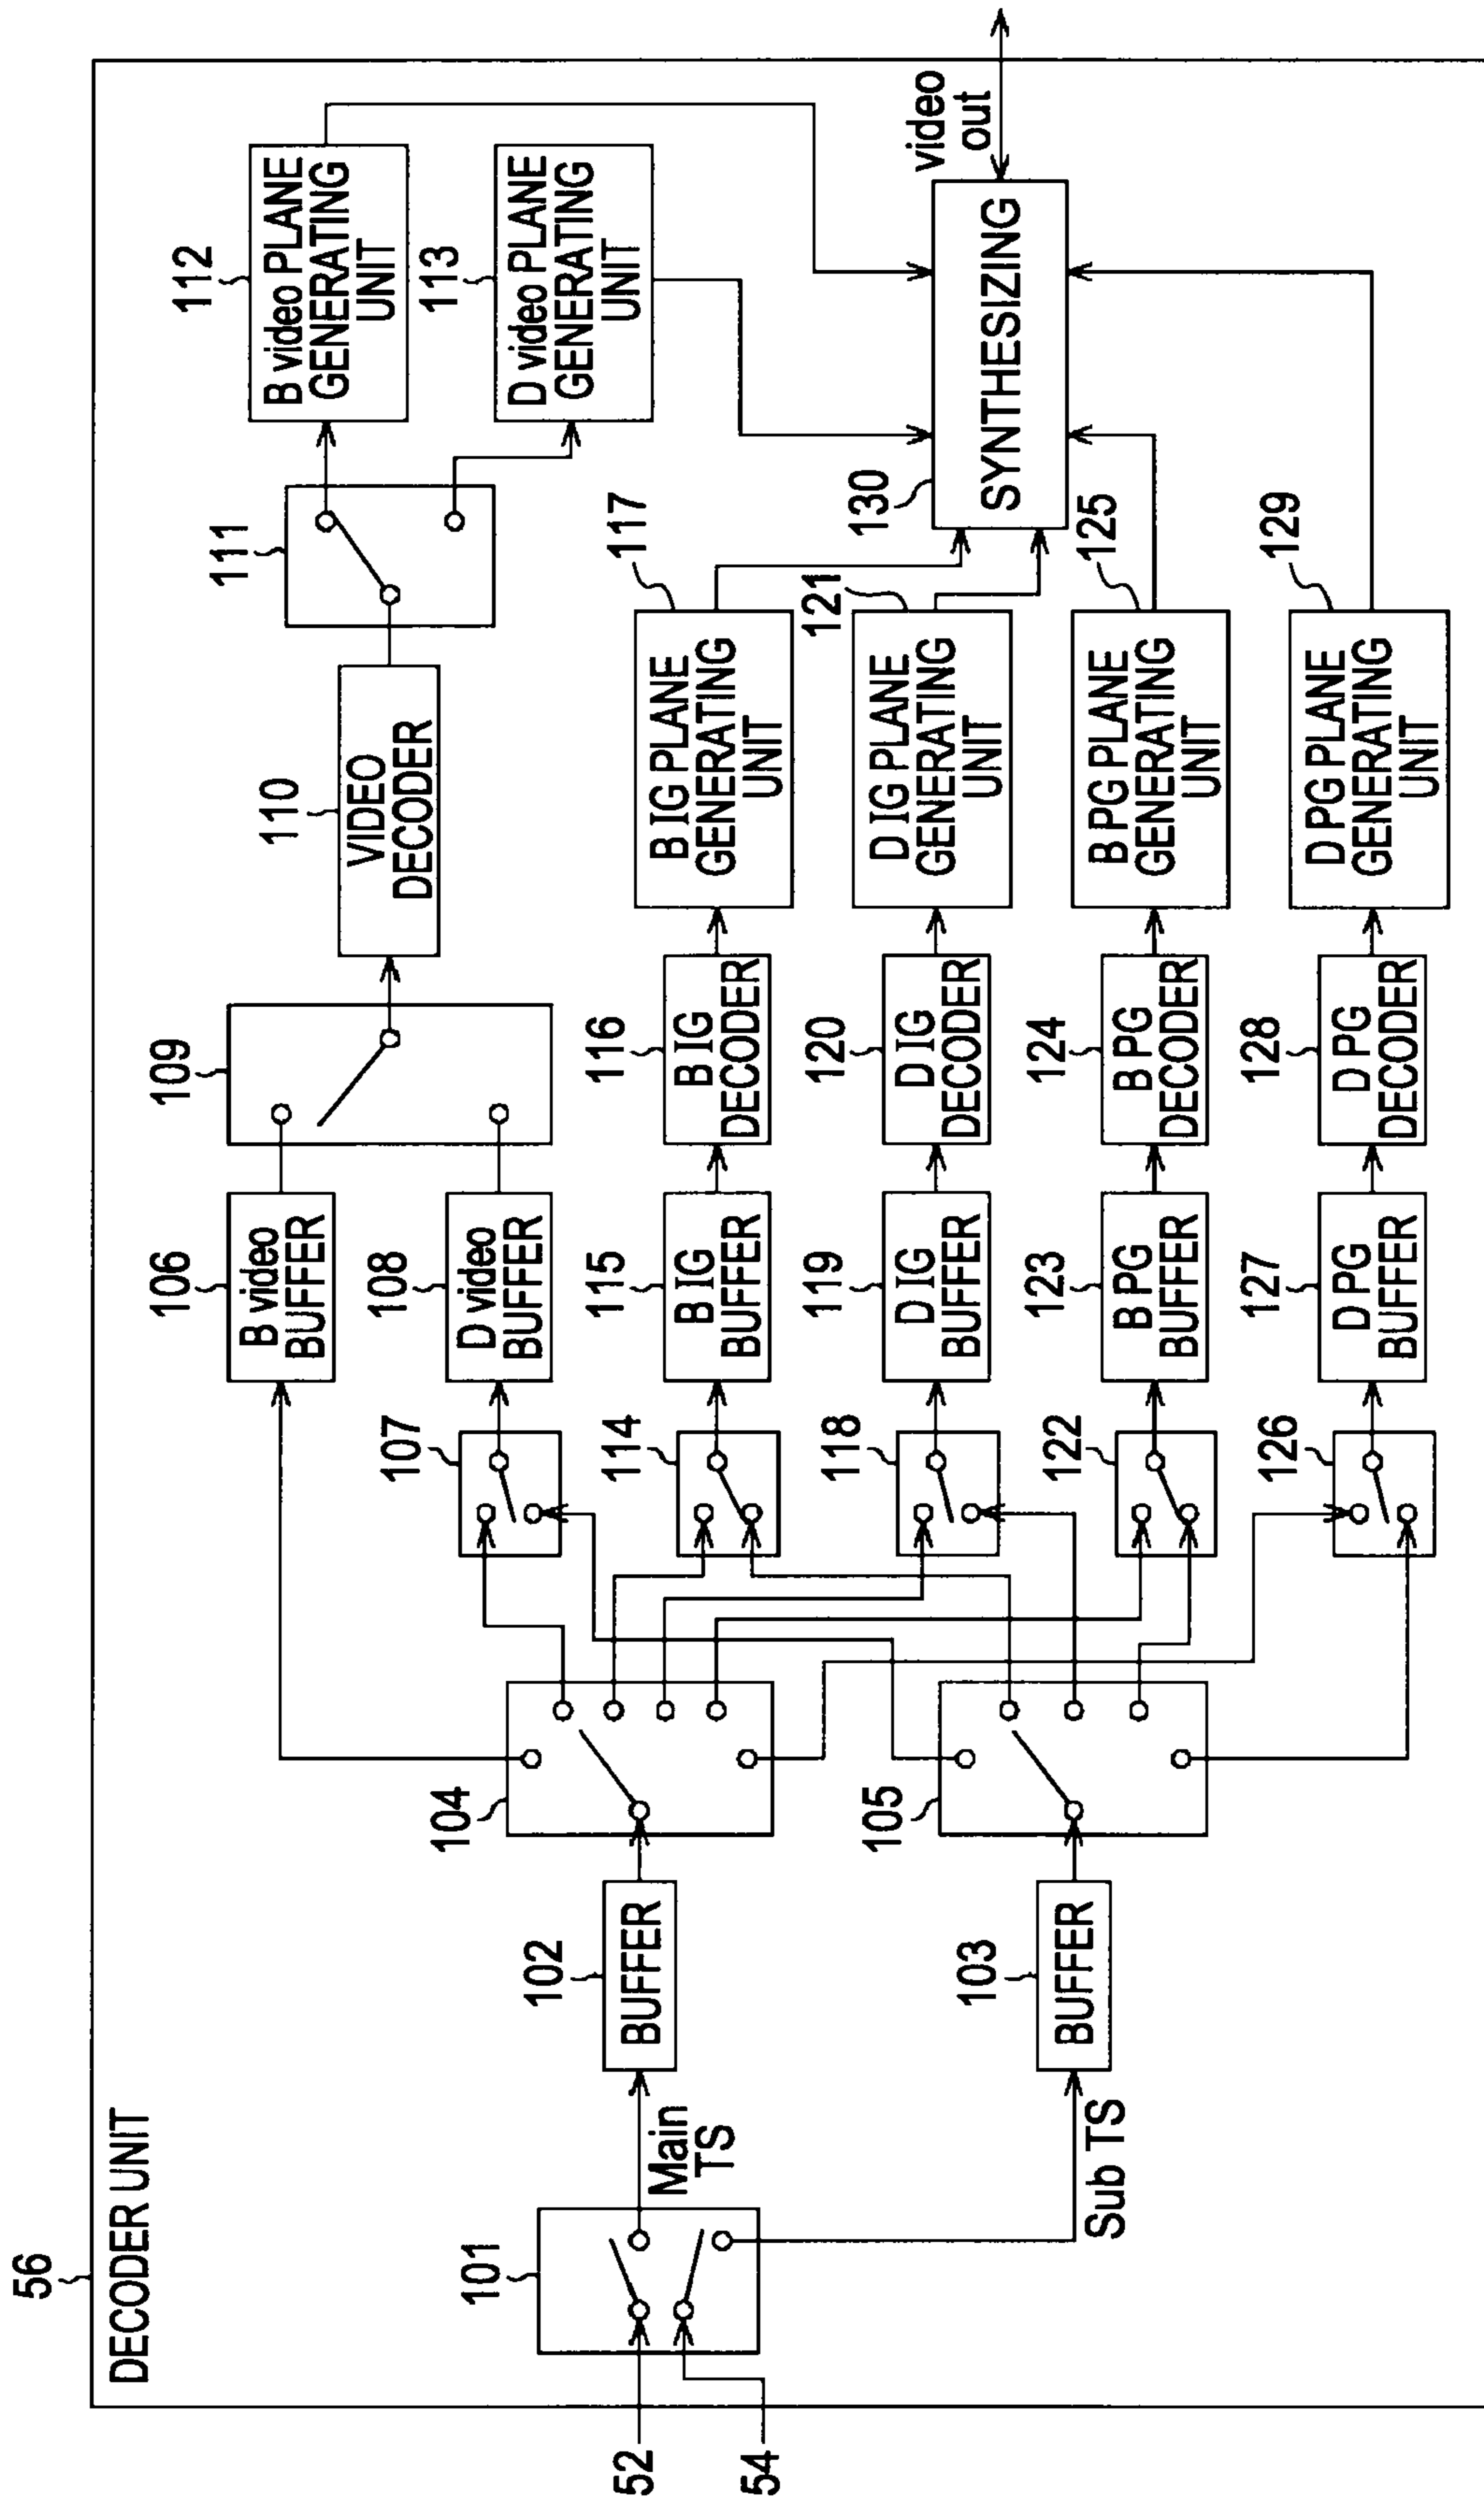 56
DECODER UNIT
52
54
101
Main
TS
Sub TS
102
BUFFER
103
BUFFER
104
105
106
B video
BUFFER
107
108
D video
BUFFER
109
110
VIDEO
DECODER
111
112
B video PLANE
GENERATING
UNIT
113
D video PLANE
GENERATING
UNIT
114
115
B IG
BUFFER
116
B IG
DECODER
117
B IG PLANE
GENERATING
UNIT
118
119
D IG
BUFFER
120
D IG
DECODER
121
D IG PLANE
GENERATING
UNIT
122
123
B PG
BUFFER
124
B PG
DECODER
125
B PG PLANE
GENERATING
UNIT
126
127
D PG
BUFFER
128
D PG
DECODER
129
D PG PLANE
GENERATING
UNIT
130
SYNTHESIZING
video
out